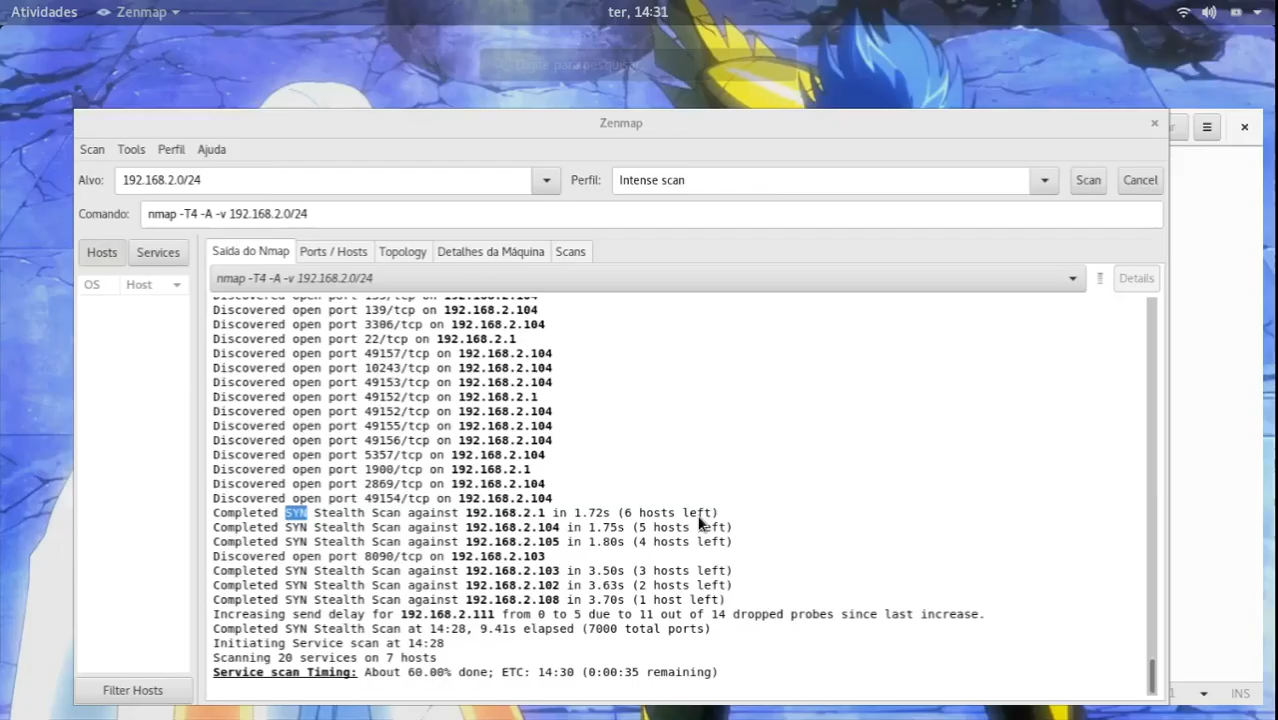 Atividades
Zenmap
ter, 14:31
Digite para pesquisar
Zenmap
Scan Tools Perfil Ajuda
Alvo: 192.168.2.0/24 Perfil: Intense scan Scan Cancel
Comando: nmap -T4 -A -v 192.168.2.0/24
Hosts Services
Saída do Nmap Ports / Hosts Topology Detalhes da Máquina Scans
OS Host
nmap -T4 -A -v 192.168.2.0/24 Details
Discovered open port 139/tcp on 192.168.2.104
Discovered open port 3306/tcp on 192.168.2.104
Discovered open port 22/tcp on 192.168.2.1
Discovered open port 49157/tcp on 192.168.2.104
Discovered open port 10243/tcp on 192.168.2.104
Discovered open port 49153/tcp on 192.168.2.104
Discovered open port 49152/tcp on 192.168.2.1
Discovered open port 49152/tcp on 192.168.2.104
Discovered open port 49155/tcp on 192.168.2.104
Discovered open port 49156/tcp on 192.168.2.104
Discovered open port 5357/tcp on 192.168.2.104
Discovered open port 1900/tcp on 192.168.2.1
Discovered open port 2869/tcp on 192.168.2.104
Discovered open port 49154/tcp on 192.168.2.104
Completed SYN Stealth Scan against 192.168.2.1 in 1.72s (6 hosts left)
Completed SYN Stealth Scan against 192.168.2.104 in 1.75s (5 hosts left)
Completed SYN Stealth Scan against 192.168.2.105 in 1.80s (4 hosts left)
Discovered open port 8090/tcp on 192.168.2.103
Completed SYN Stealth Scan against 192.168.2.103 in 3.50s (3 hosts left)
Completed SYN Stealth Scan against 192.168.2.102 in 3.63s (2 hosts left)
Completed SYN Stealth Scan against 192.168.2.108 in 3.70s (1 host left)
Increasing send delay for 192.168.2.111 from 0 to 5 due to 11 out of 14 dropped probes since last increase.
Completed SYN Stealth Scan at 14:28, 9.41s elapsed (7000 total ports)
Initiating Service scan at 14:28
Scanning 20 services on 7 hosts
Service scan Timing: About 60.00% done; ETC: 14:30 (0:00:35 remaining)
Filter Hosts
INS